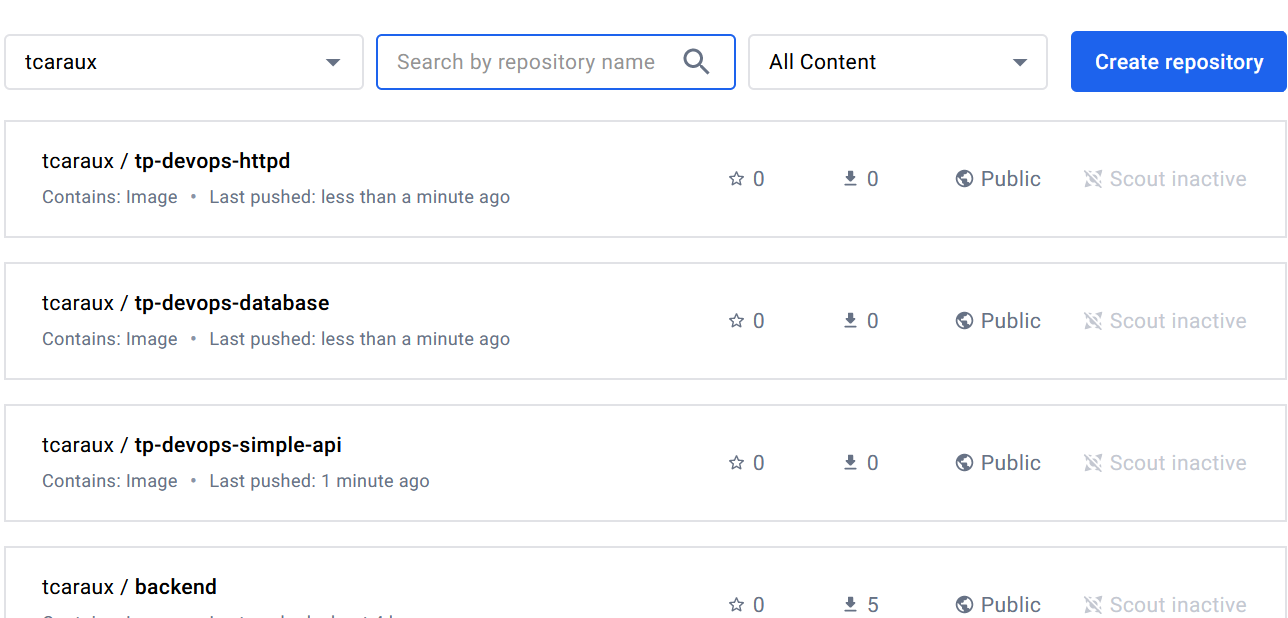 tcaraux
Search by repository name
All Content
Create repository
tcaraux / tp-devops-httpd
Contains: Image • Last pushed: less than a minute ago
0
0
Public
Scout inactive
tcaraux / tp-devops-database
Contains: Image • Last pushed: less than a minute ago
0
0
Public
Scout inactive
tcaraux / tp-devops-simple-api
Contains: Image • Last pushed: 1 minute ago
0
0
Public
Scout inactive
tcaraux / backend
0
5
Public
Scout inactive